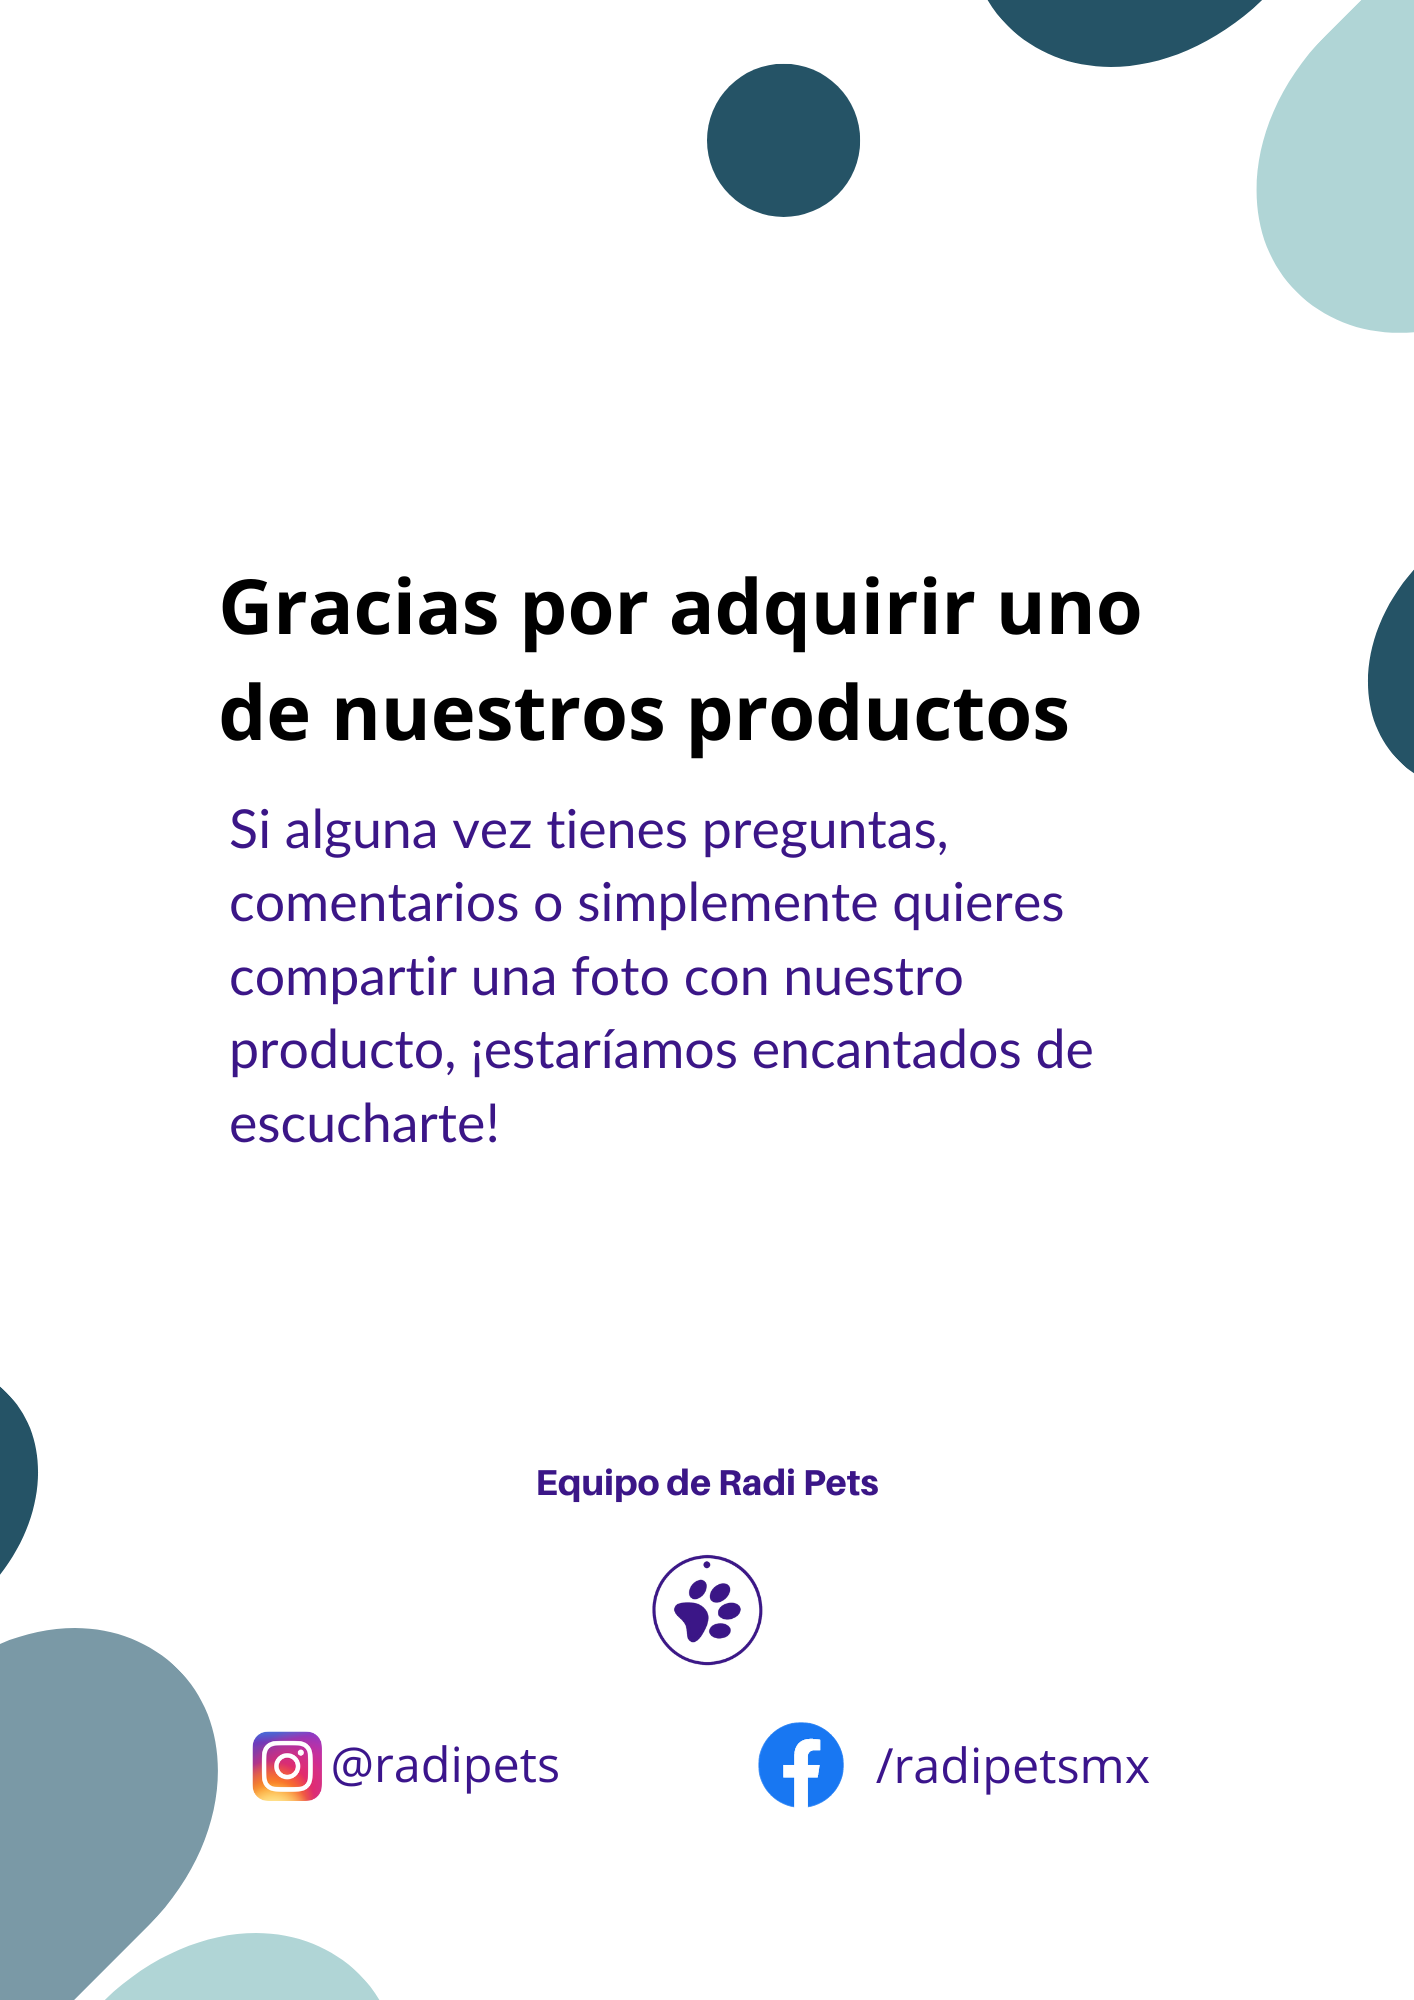 Gracias por adquirir uno
de nuestros productos
Si alguna vez tienes preguntas,
comentarios o simplemente quieres
compartir una foto con nuestro
producto, ¡estaríamos encantados de
escucharte!
Equipo de Radi Pets
@radipets
/radipetsmx